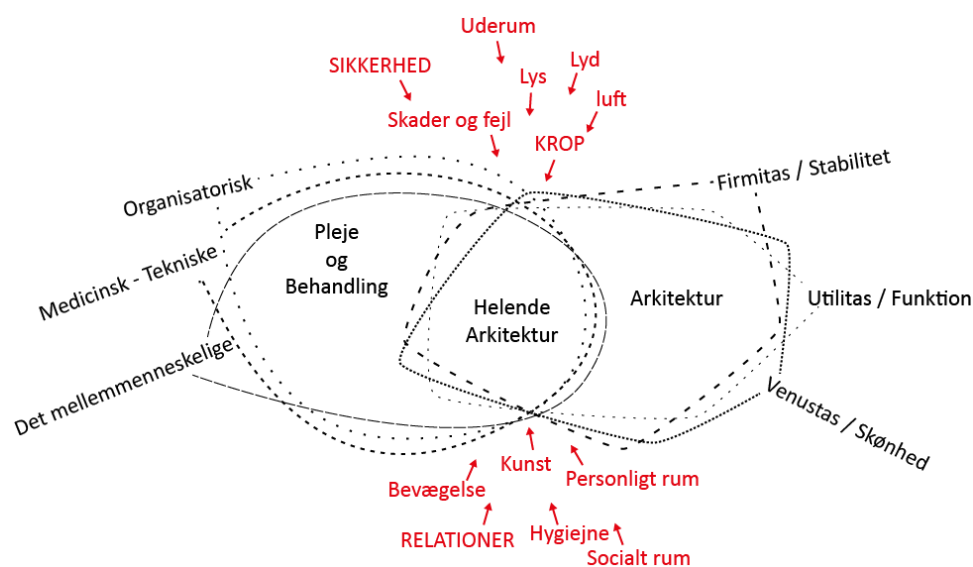 Uderum
SIKKERHED
Lyd
Lys
luft
Skader og fejl
KROP
Firmitas / Stabilitet
Organisatorisk
Pleje
og
Behandling
Medicinsk - Tekniske
Helende
Arkitektur
Arkitektur
Utilitas / Funktion
Det mellemmenneskelige
Venustas / Skønhed
Kunst
Personligt rum
Bevægelse
RELATIONER
Hygiejne
Socialt rum